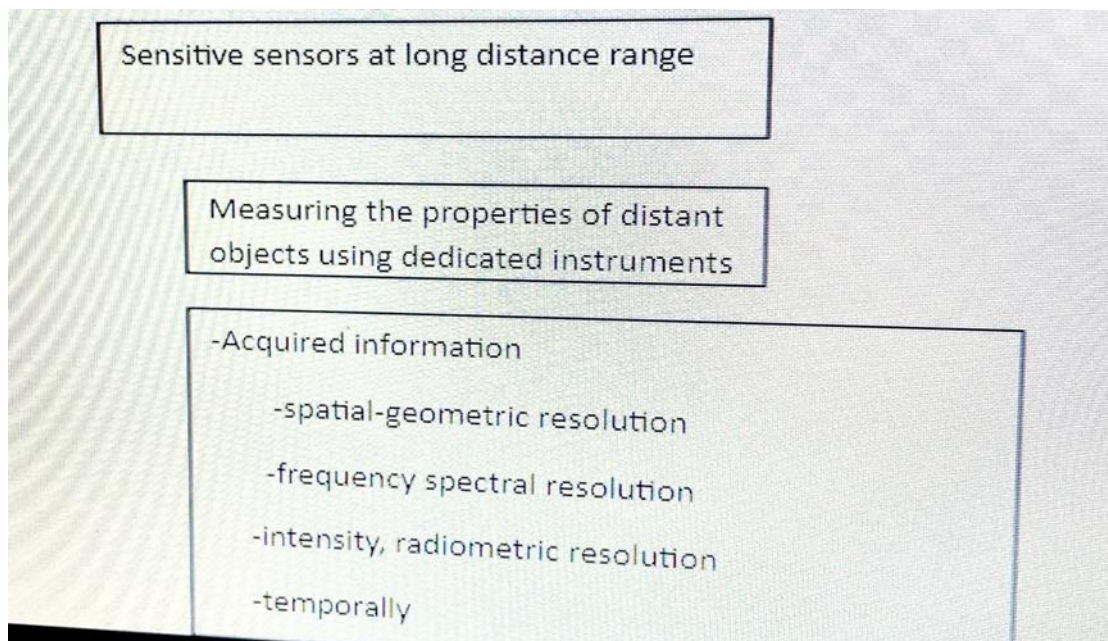 Sensitive sensors at long distance range
Measuring the properties of distant
objects using dedicated instruments
-Acquired information
-spatial-geometric resolution
-frequency spectral resolution
-intensity, radiometric resolution
-temporally